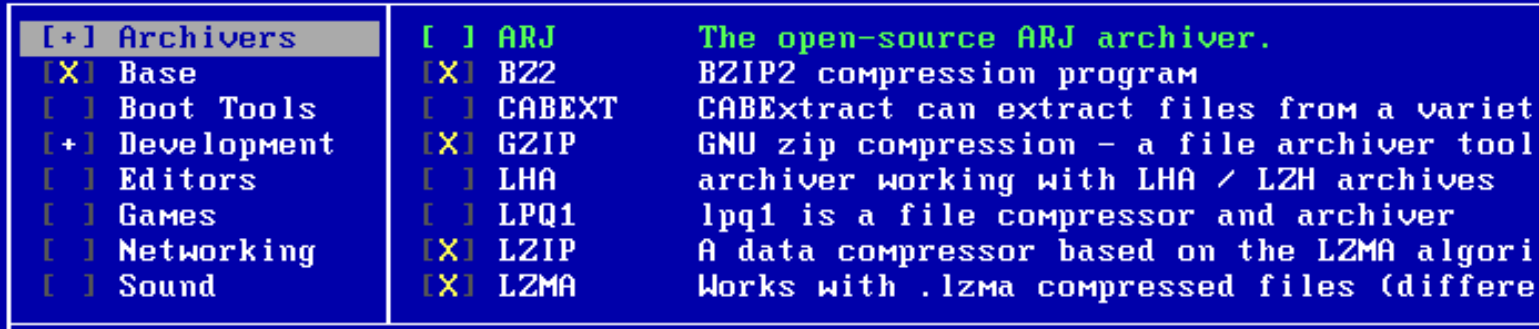 [+] Archivers
[X] Base
[ ] Boot Tools
[+] Development
[ ] Editors
[ ] Games
[ ] Networking
[ ] Sound
[ ] ARJ The open-source ARJ archiver.
[X] BZ2 BZIP2 compression program
[ ] CABEXT CABExtract can extract files from a variet
[X] GZIP GNU zip compression - a file archiver tool
[ ] LHA archiver working with LHA / LZH archives
[ ] LPQ1 lpq1 is a file compressor and archiver
[X] LZIP A data compressor based on the LZMA algori
[X] LZMA Works with .lzma compressed files (differe